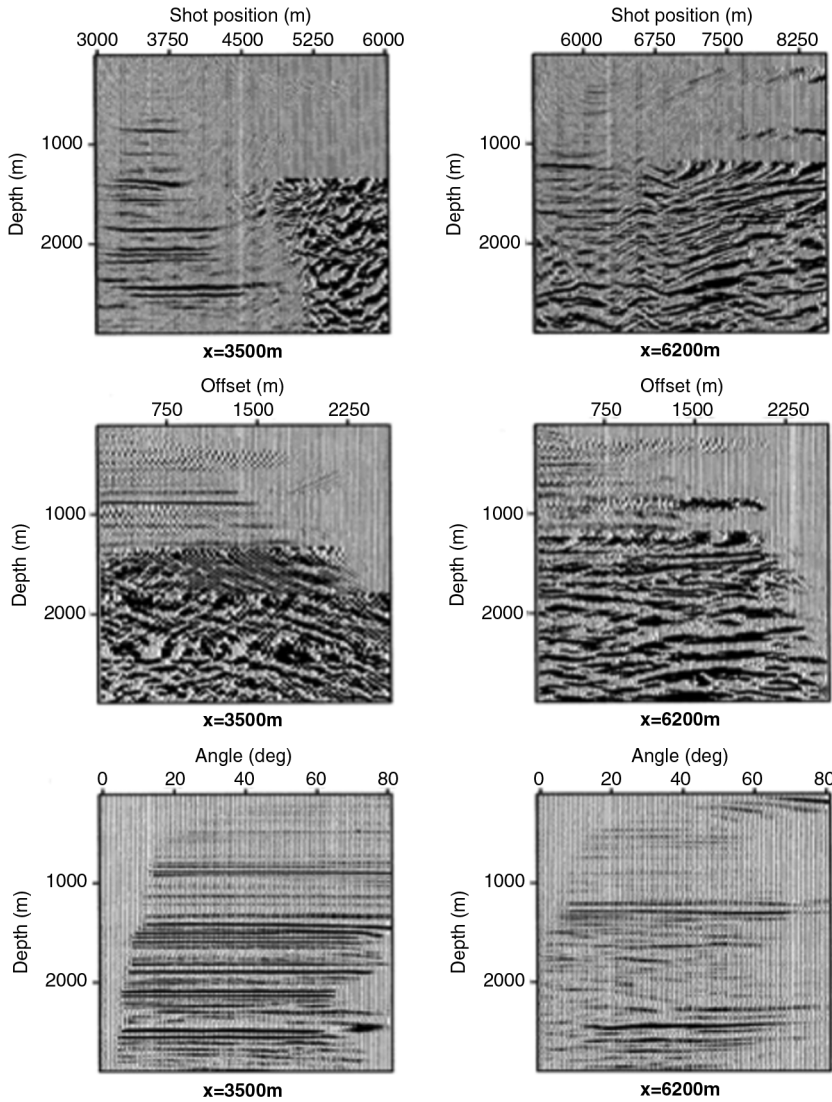 Shot position (m) Shot position (m)
3000 3750 4500 5250 6000 6000 6750 7500 8250
Depth (m) 1000 2000 Depth (m) 1000 2000
x=3500m x=6200m
Offset (m) Offset (m)
750 1500 2250 750 1500 2250
Depth (m) 1000 2000 Depth (m) 1000 2000
x=3500m x=6200m
Angle (deg) Angle (deg)
0 20 40 60 80 0 20 40 60 80
Depth (m) 1000 2000 Depth (m) 1000 2000
x=3500m x=6200m